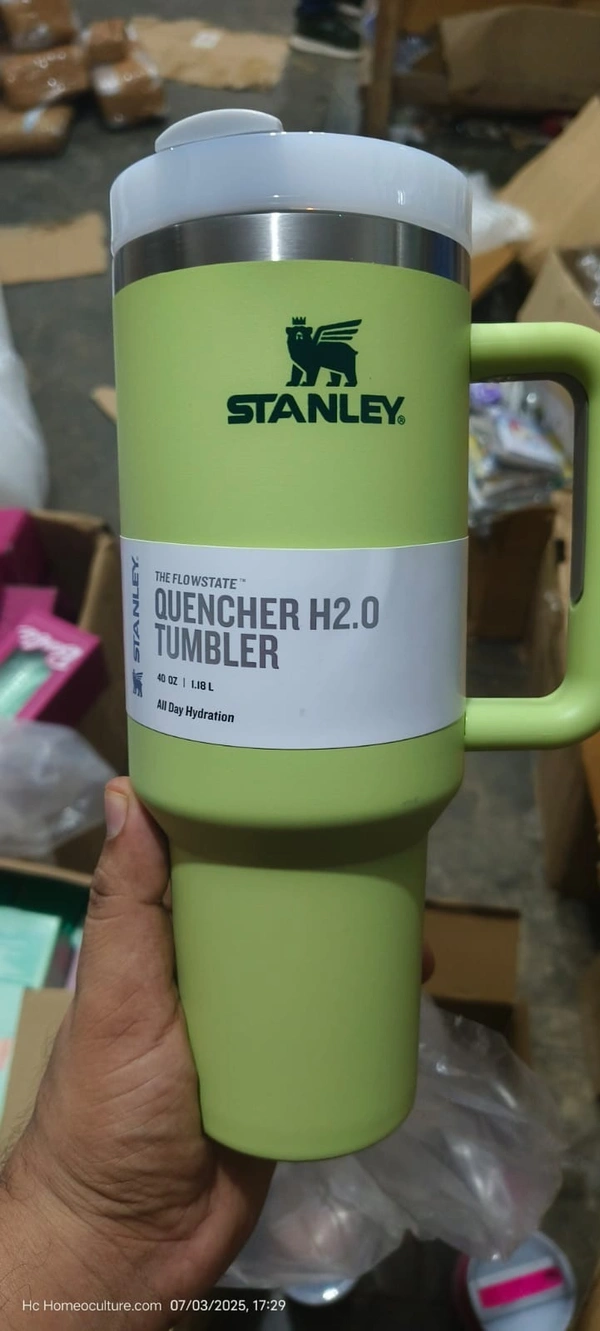 STANLEY®
STANLEY®
THE FLOWSTATE™
QUENCHER H2.0
TUMBLER
40 OZ | 1.18 L
All Day Hydration
Hc Homeoculture.com 07/03/2025, 17:29